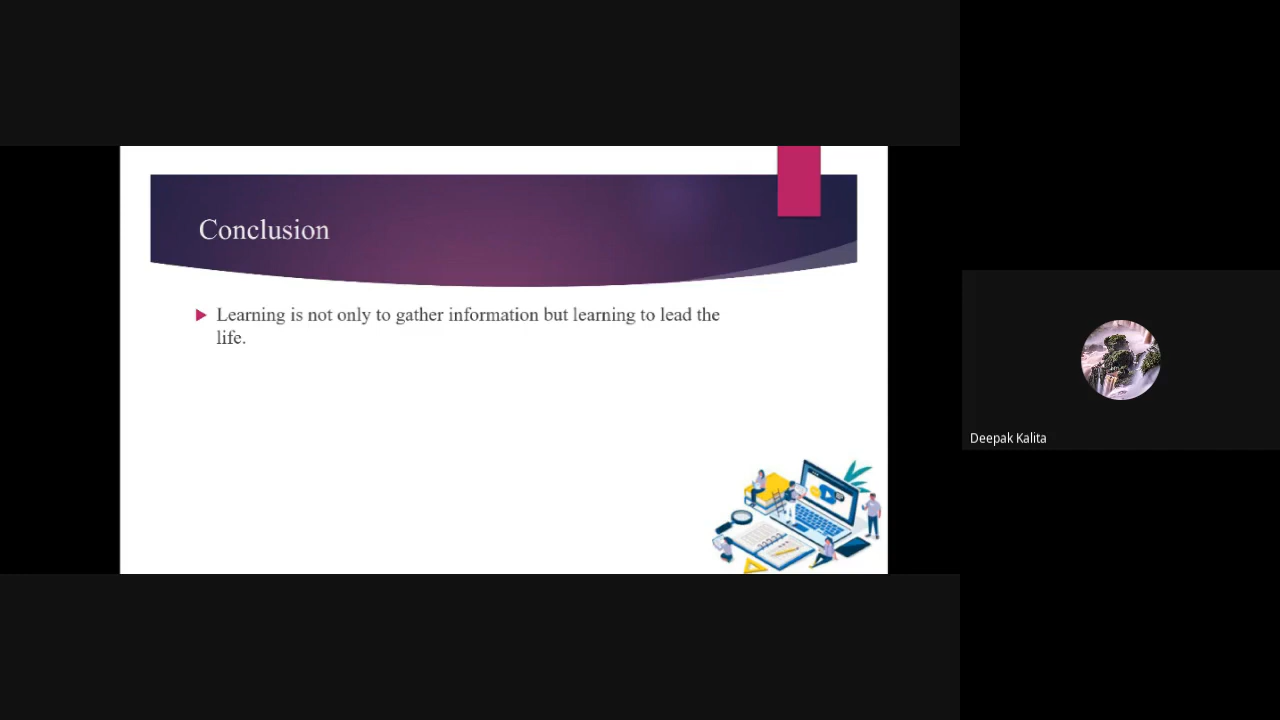 Conclusion
Learning is not only to gather information but learning to lead the
life.
Deepak Kalita